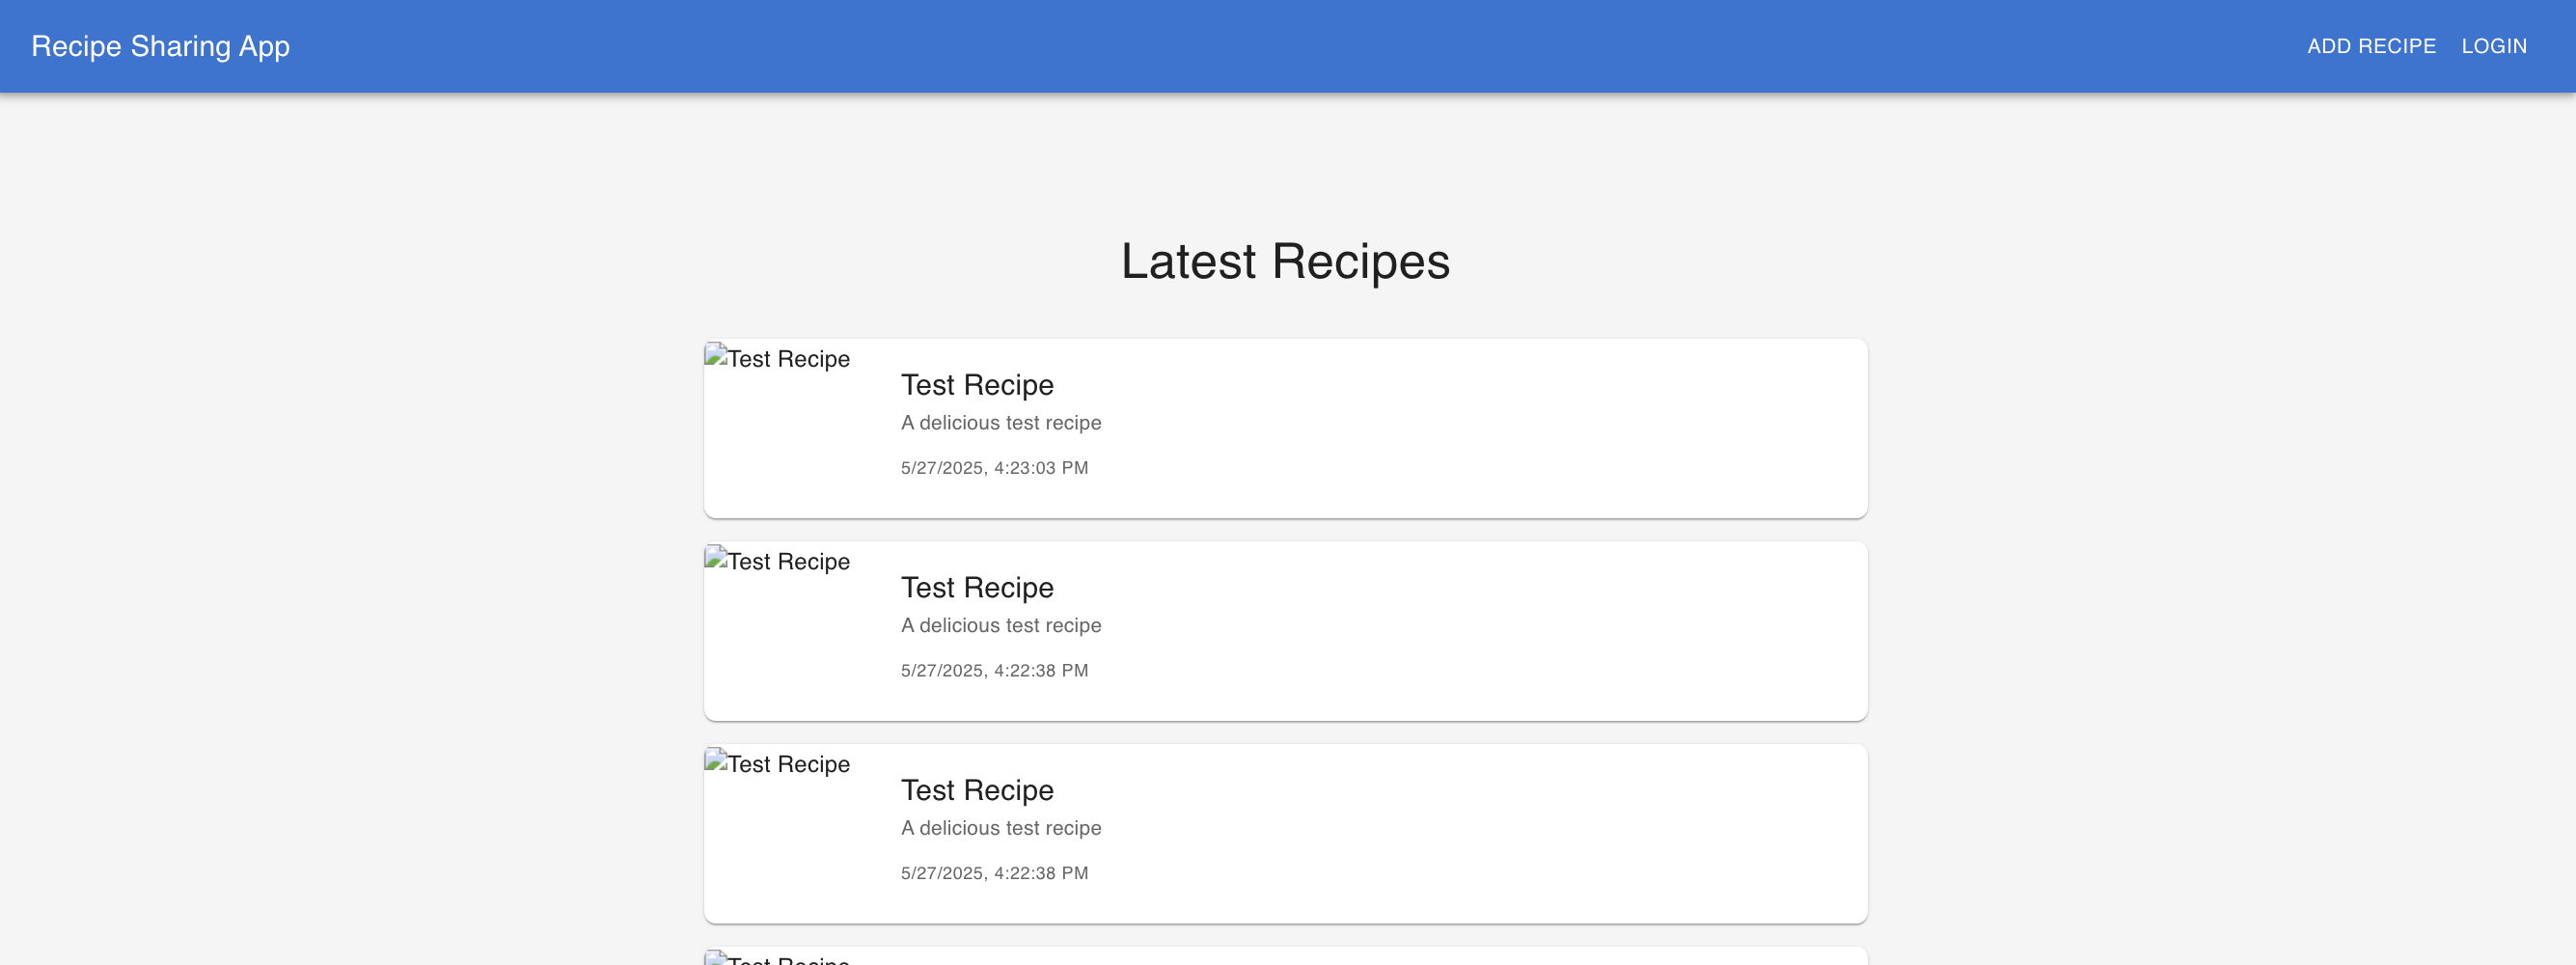 Recipe Sharing App
ADD RECIPE LOGIN
Latest Recipes
Test Recipe
Test Recipe
A delicious test recipe
5/27/2025, 4:23:03 PM
Test Recipe
Test Recipe
A delicious test recipe
5/27/2025, 4:22:38 PM
Test Recipe
Test Recipe
A delicious test recipe
5/27/2025, 4:22:38 PM
Test Recipe